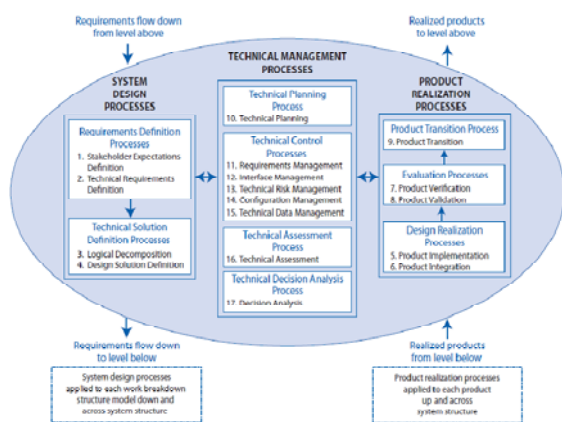 Requirements flow down
from level above
Realized products
to level above
TECHNICAL MANAGEMENT
PROCESSES
SYSTEM
DESIGN
PROCESSES
Requirements Definition
Processes
1. Stakeholder Expectations
Definition
2. Technical Requirements
Definition
Technical Solution
Definition Processes
3. Logical Decomposition
4. Design Solution Definition
Technical Planning
Process
10. Technical Planning
Technical Control
Processes
11. Requirements Management
12. Interface Management
13. Technical Risk Management
14. Configuration Management
15. Technical Data Management
Technical Assessment
Process
16. Technical Assessment
Technical Decision Analysis
Process
17. Decision Analysis
PRODUCT
REALIZATION
PROCESSES
Product Transition Process
9. Product Transition
Evaluation Processes
7. Product Verification
8. Product Validation
Design Realization
Processes
5. Product Implementation
6. Product Integration
Requirements flow down
to level below
Realized products
from level below
System design processes
applied to each work breakdown
structure model down and
across system structure
Product realization processes
applied to each product
up and across
system structure